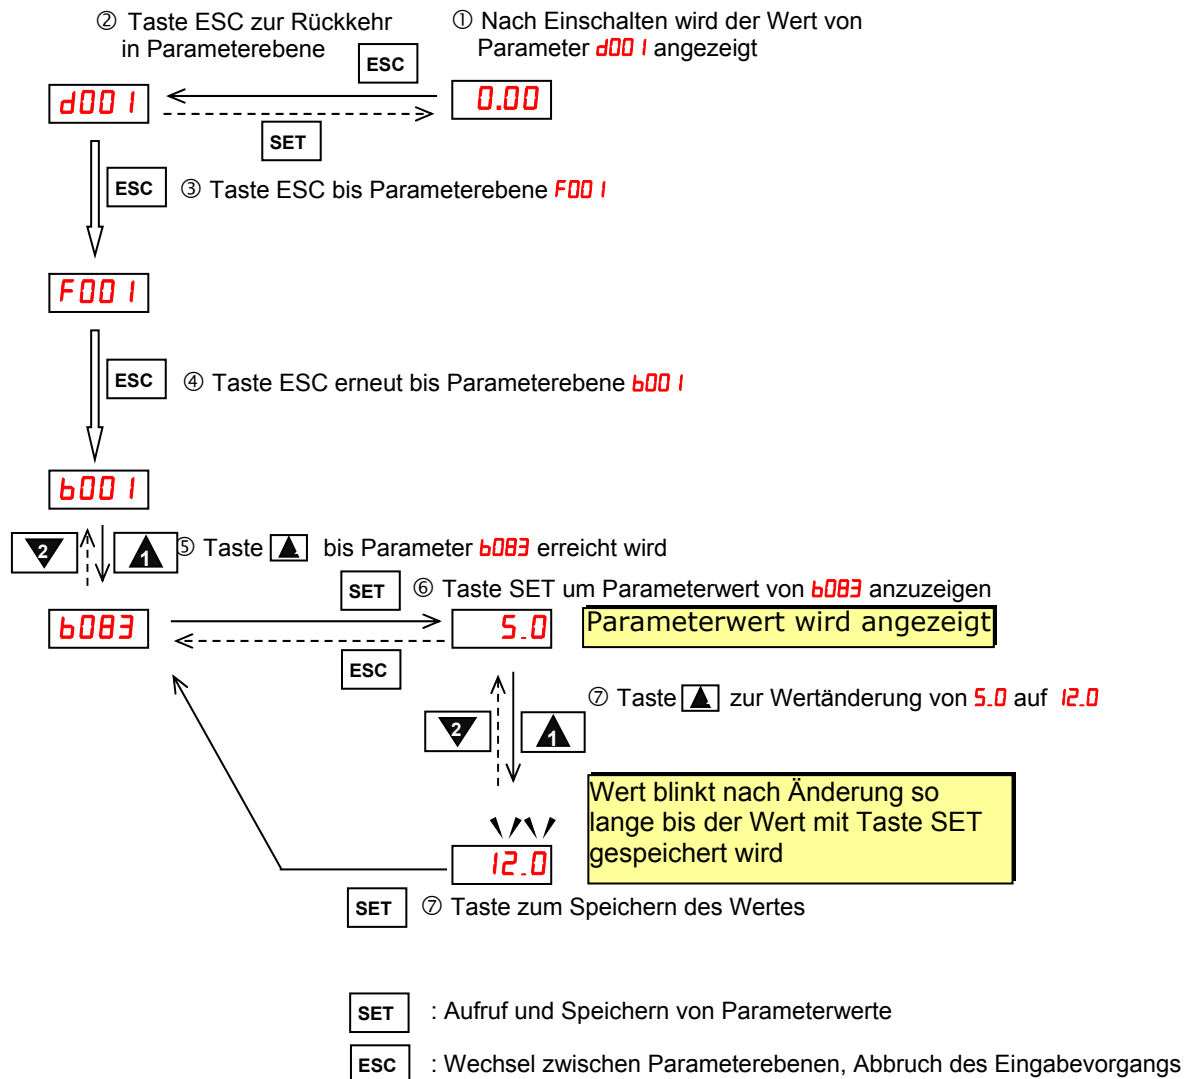 ② Taste ESC zur Rückkehr
in Parameterebene
① Nach Einschalten wird der Wert von
Parameter d001 angezeigt
ESC
d001
0.00
SET
ESC
③ Taste ESC bis Parameterebene F001
F001
ESC
④ Taste ESC erneut bis Parameterebene b001
b001
2
1
⑤ Taste 1 bis Parameter b083 erreicht wird
SET
⑥ Taste SET um Parameterwert von b083 anzuzeigen
b083
5.0
Parameterwert wird angezeigt
ESC
⑦ Taste 1 zur Wertänderung von 5.0 auf 12.0
2
1
Wert blinkt nach Änderung so
lange bis der Wert mit Taste SET
gespeichert wird
12.0
SET
⑦ Taste zum Speichern des Wertes
SET : Aufruf und Speichern von Parameterwerte
ESC : Wechsel zwischen Parameterebenen, Abbruch des Eingabevorgangs